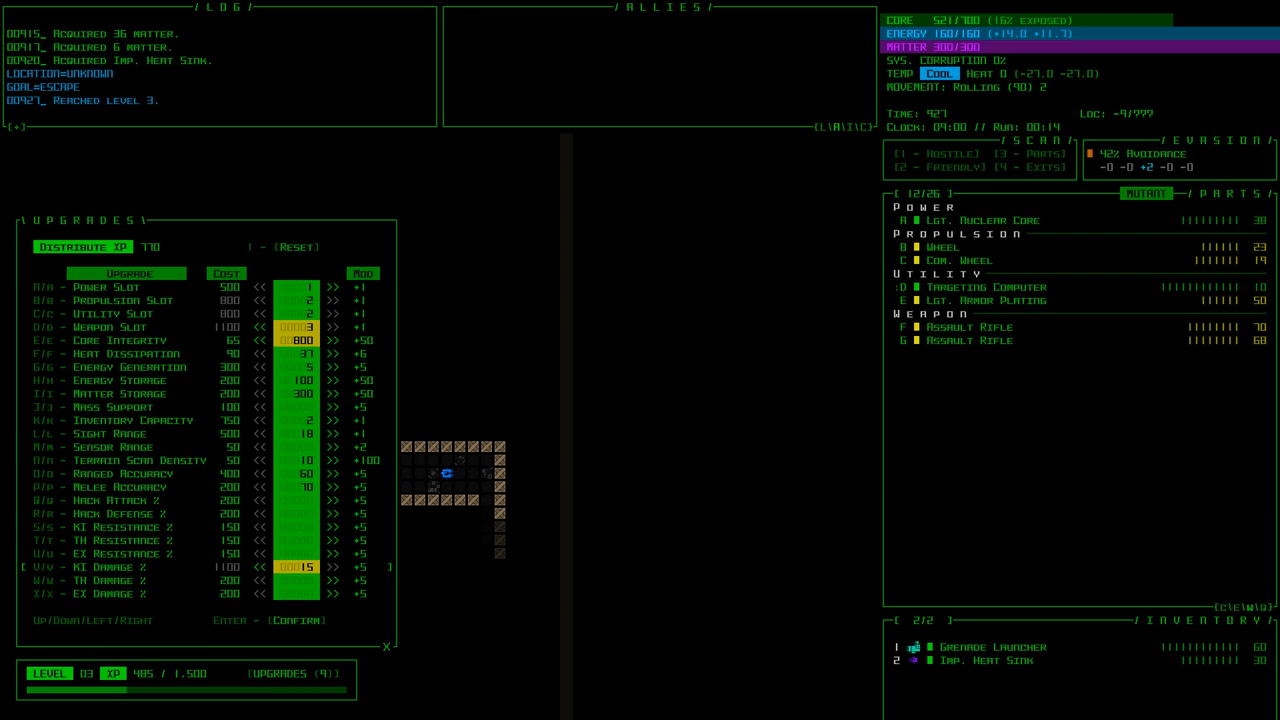 / L O G /
00915_ Acquired 36 matter.
00917_ Acquired 6 matter.
00920_ Acquired Imp. Heat Sink.
LOCATION=UNKNOWN
GOAL=ESCAPE
00927_ Reached level 3.
[+]
/ A L L I E S /
(L\A\I\C)
CORE 521/700 (16% exposed)
ENERGY 160/160 (+14.0 +11.7)
MATTER 300/300
SYS. CORRUPTION 0%
TEMP Cool Heat 0 (-27.0 -27.0)
MOVEMENT: Rolling (90) 2
Time: 927 Loc: -9/???
Clock: 09:00 // Run: 00:14
/ S C A N /
[1 - Hostile] [3 - Parts]
[2 - Friendly] [4 - Exits]
/ E V A S I O N /
42% Avoidance
-0 -0 +2 -0 -0
[ 12/26 ] MUTANT / P A R T S /
P o w e r
A Lgt. Nuclear Core 38
P r o p u l s i o n
B Wheel 23
C Com. Wheel 19
U t i l i t y
:D Targeting Computer 10
E Lgt. Armor Plating 50
W e a p o n
F Assault Rifle 70
G Assault Rifle 68
(C\E\W\Q)
[ 2/2 ] / I N V E N T O R Y /
1 Grenade Launcher 60
2 Imp. Heat Sink 30
\ U P G R A D E S \
Distribute XP 770 | - [Reset]
Upgrade Cost Mod
A/a - Power Slot 500 1 >> +1
B/b - Propulsion Slot 800 2 >> +1
C/c - Utility Slot 800 << 2 >> +1
D/d - Weapon Slot 1100 << 00003 >> +1
E/e - Core Integrity 65 << 00800 >> +50
F/f - Heat Dissipation 90 << 37 >> +6
G/g - Energy Generation 300 << 5 >> +5
H/h - Energy Storage 200 << 100 >> +50
I/i - Matter Storage 200 << 300 >> +50
J/j - Mass Support 100 << >> +5
K/k - Inventory Capacity 750 << 2 >> +1
L/l - Sight Range 500 << 18 >> +1
M/m - Sensor Range 50 << >> +2
N/n - Terrain Scan Density 50 << 10 >> +100
O/o - Ranged Accuracy 400 << 60 >> +5
P/p - Melee Accuracy 200 << 70 >> +5
Q/q - Hack Attack % 200 << >> +5
R/r - Hack Defense % 200 << >> +5
S/s - KI Resistance % 150 << >> +5
T/t - TH Resistance % 150 << >> +5
U/u - EX Resistance % 150 << >> +5
[ V/v - KI Damage % 1100 << 00015 >> +5 ]
W/w - TH Damage % 200 << >> +5
X/x - EX Damage % 200 << >> +5
Up/Down/Left/Right Enter - [Confirm]
X
LEVEL 03 XP 485 / 1,500 [UPGRADES (9)]